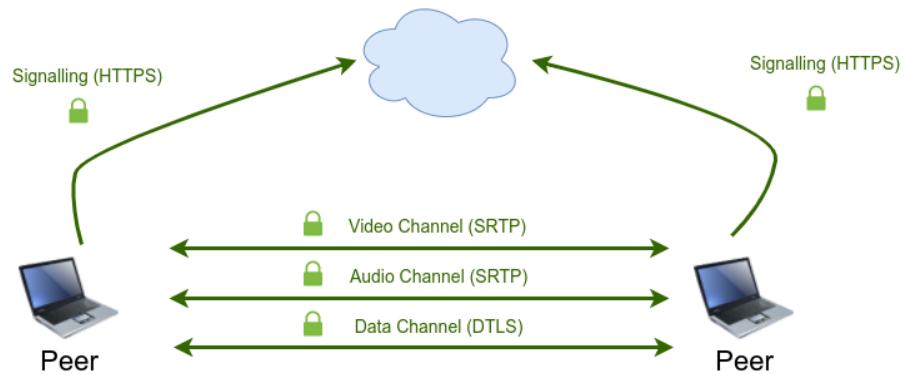 Signalling (HTTPS)
Signalling (HTTPS)
Video Channel (SRTP)
Audio Channel (SRTP)
Data Channel (DTLS)
Peer
Peer